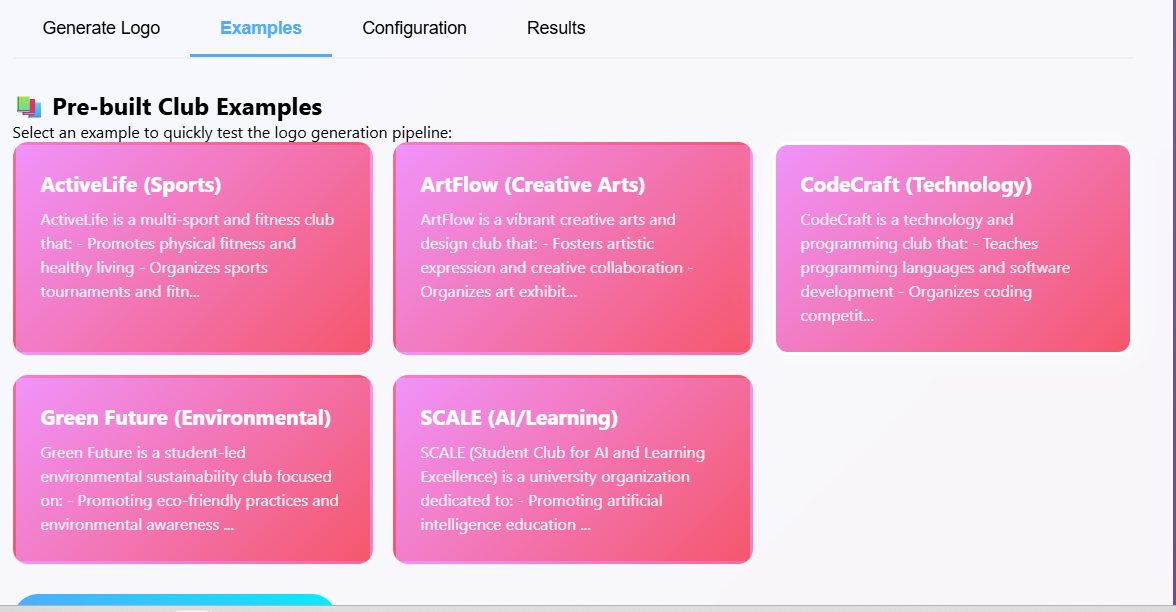 Generate Logo
Examples
Configuration
Results
Pre-built Club Examples
Select an example to quickly test the logo generation pipeline:
ActiveLife (Sports)
ActiveLife is a multi-sport and fitness club
that: - Promotes physical fitness and
healthy living - Organizes sports
tournaments and fitn...
ArtFlow (Creative Arts)
ArtFlow is a vibrant creative arts and
design club that: - Fosters artistic
expression and creative collaboration -
Organizes art exhibit...
CodeCraft (Technology)
CodeCraft is a technology and
programming club that: - Teaches
programming languages and software
development - Organizes coding
competit...
Green Future (Environmental)
Green Future is a student-led
environmental sustainability club focused
on: - Promoting eco-friendly practices and
environmental awareness ...
SCALE (AI/Learning)
SCALE (Student Club for AI and Learning
Excellence) is a university organization
dedicated to: - Promoting artificial
intelligence education ...